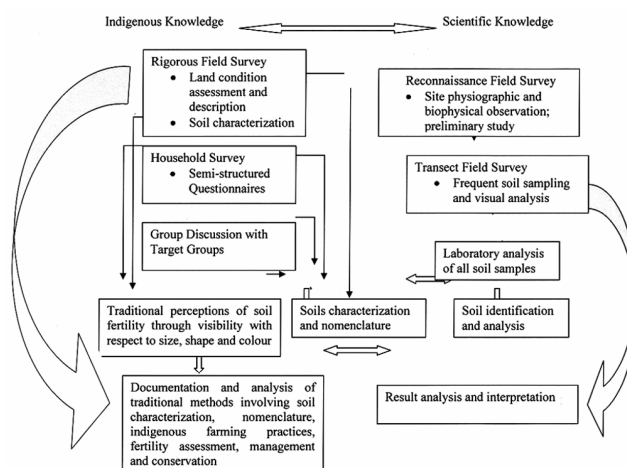 Indigenous Knowledge
Scientific Knowledge
Rigorous Field Survey
• Land condition
assessment and
description
• Soil characterization
Reconnaissance Field Survey
• Site physiographic and
biophysical observation;
preliminary study
Household Survey
• Semi-structured
Questionnaires
Transect Field Survey
• Frequent soil sampling
and visual analysis
Group Discussion with
Target Groups
Laboratory analysis
of all soil samples
Traditional perceptions of soil
fertility through visibility with
respect to size, shape and colour
Soils characterization
and nomenclature
Soil identification
and analysis
Documentation and analysis of
traditional methods involving soil
characterization, nomenclature,
indigenous farming practices,
fertility assessment, management
and conservation
Result analysis and interpretation